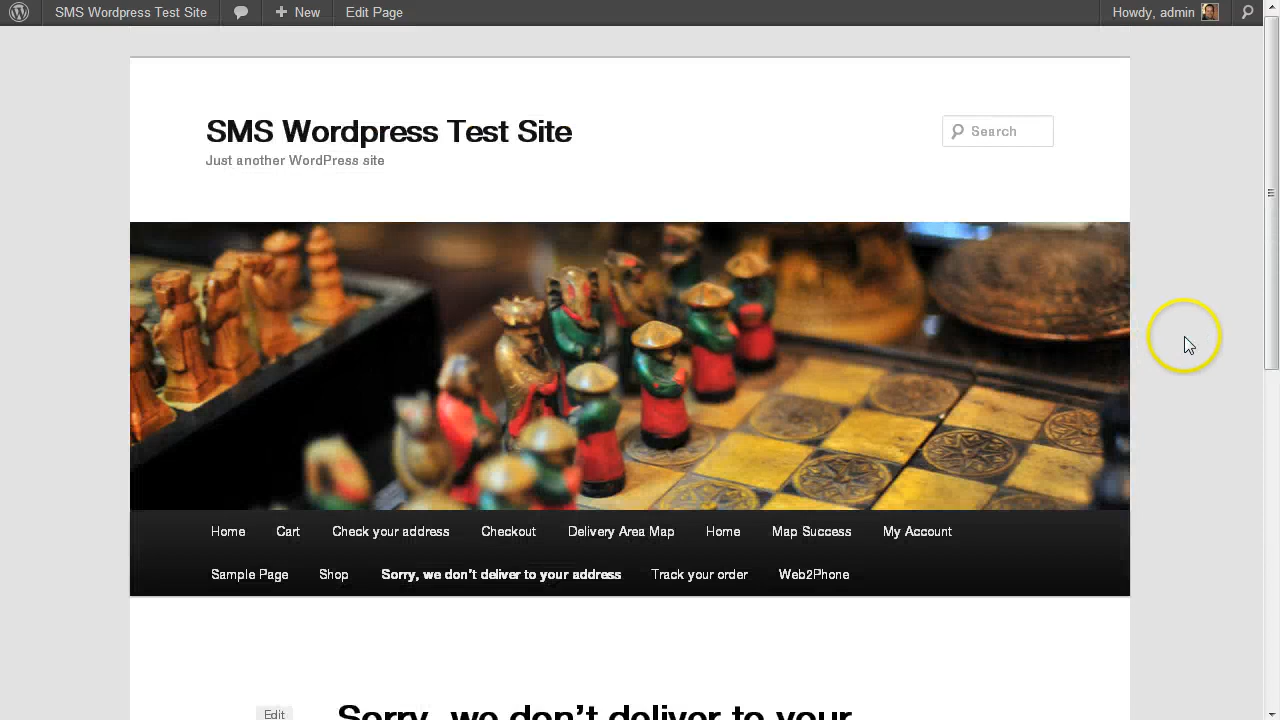 SMS Wordpress Test Site New Edit Page Howdy, admin
SMS Wordpress Test Site
Search
Just another WordPress site
Home Cart Check your address Checkout Delivery Area Map Home Map Success My Account
Sample Page Shop Sorry, we don't deliver to your address Track your order Web2Phone
Edit
Sorry, we don't deliver to your